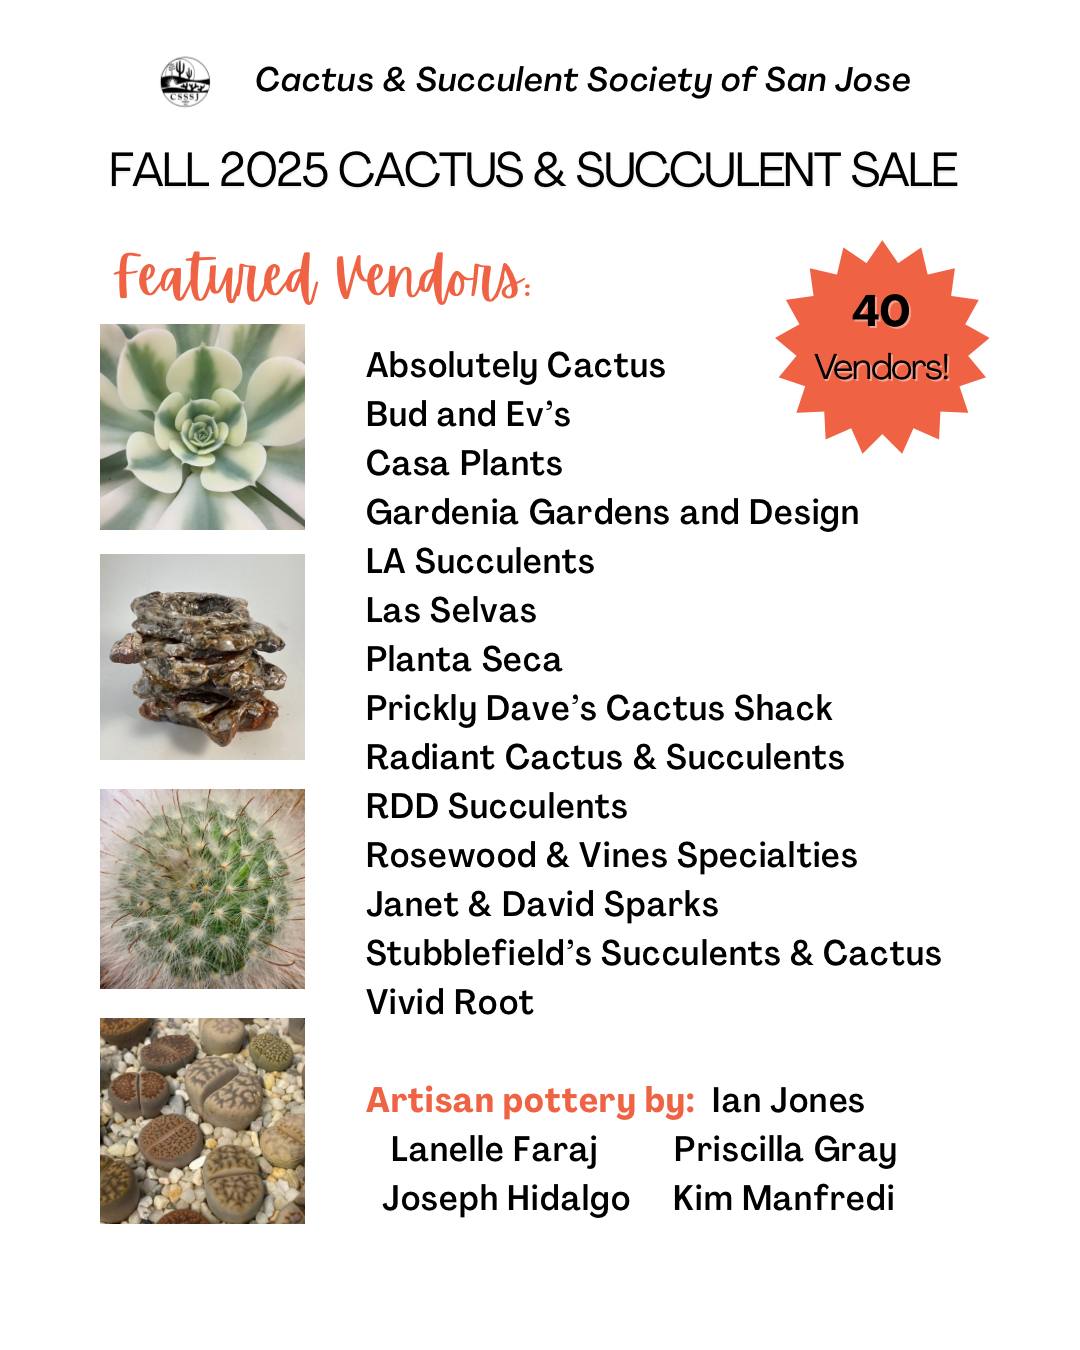 CSSSJ
Cactus & Succulent Society of San Jose
FALL 2025 CACTUS & SUCCULENT SALE
Featured Vendors:
40
Vendors!
Absolutely Cactus
Bud and Ev’s
Casa Plants
Gardenia Gardens and Design
LA Succulents
Las Selvas
Planta Seca
Prickly Dave’s Cactus Shack
Radiant Cactus & Succulents
RDD Succulents
Rosewood & Vines Specialties
Janet & David Sparks
Stubblefield’s Succulents & Cactus
Vivid Root
Artisan pottery by: Ian Jones
Lanelle Faraj Priscilla Gray
Joseph Hidalgo Kim Manfredi